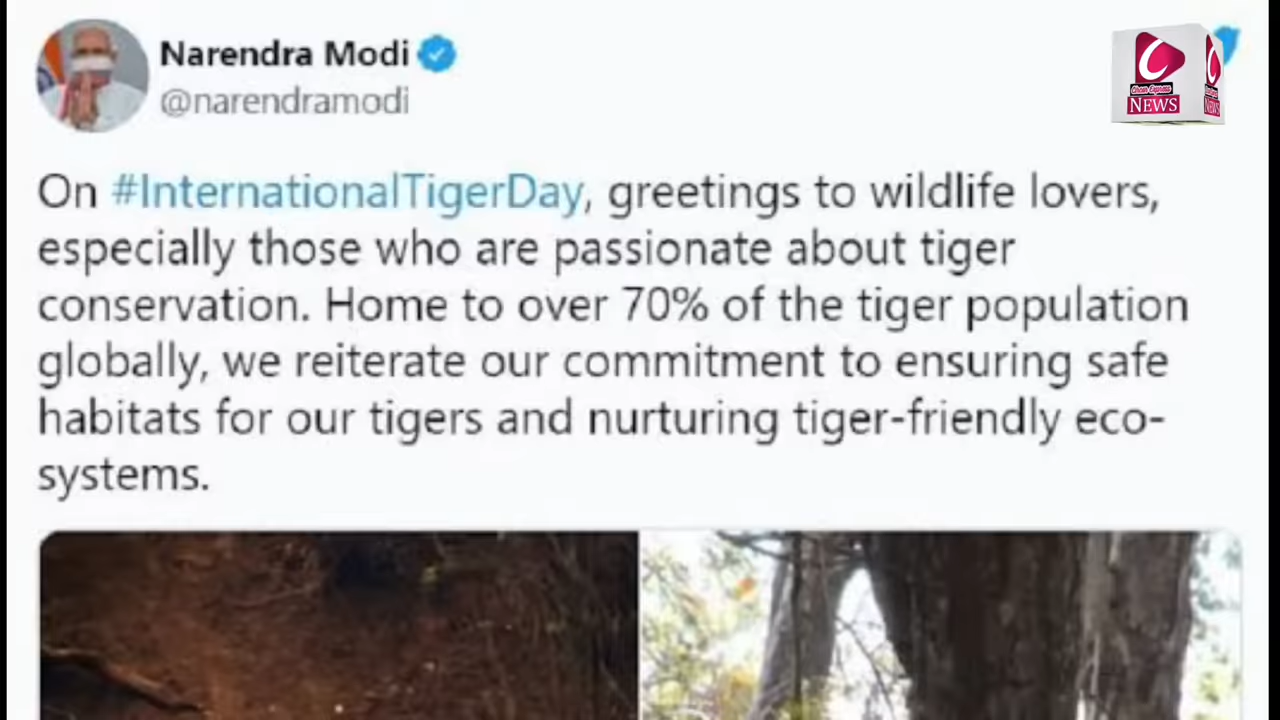 Narendra Modi
@narendramodi
On #InternationalTigerDay, greetings to wildlife lovers,
especially those who are passionate about tiger
conservation. Home to over 70% of the tiger population
globally, we reiterate our commitment to ensuring safe
habitats for our tigers and nurturing tiger-friendly eco-
systems.
NEWS